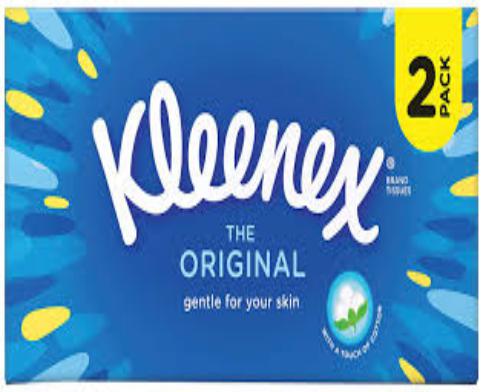 2
PACK
Kleenex®
BRAND
TISSUES
THE
ORIGINAL
gentle for your skin
WITH A TOUCH OF COTTON